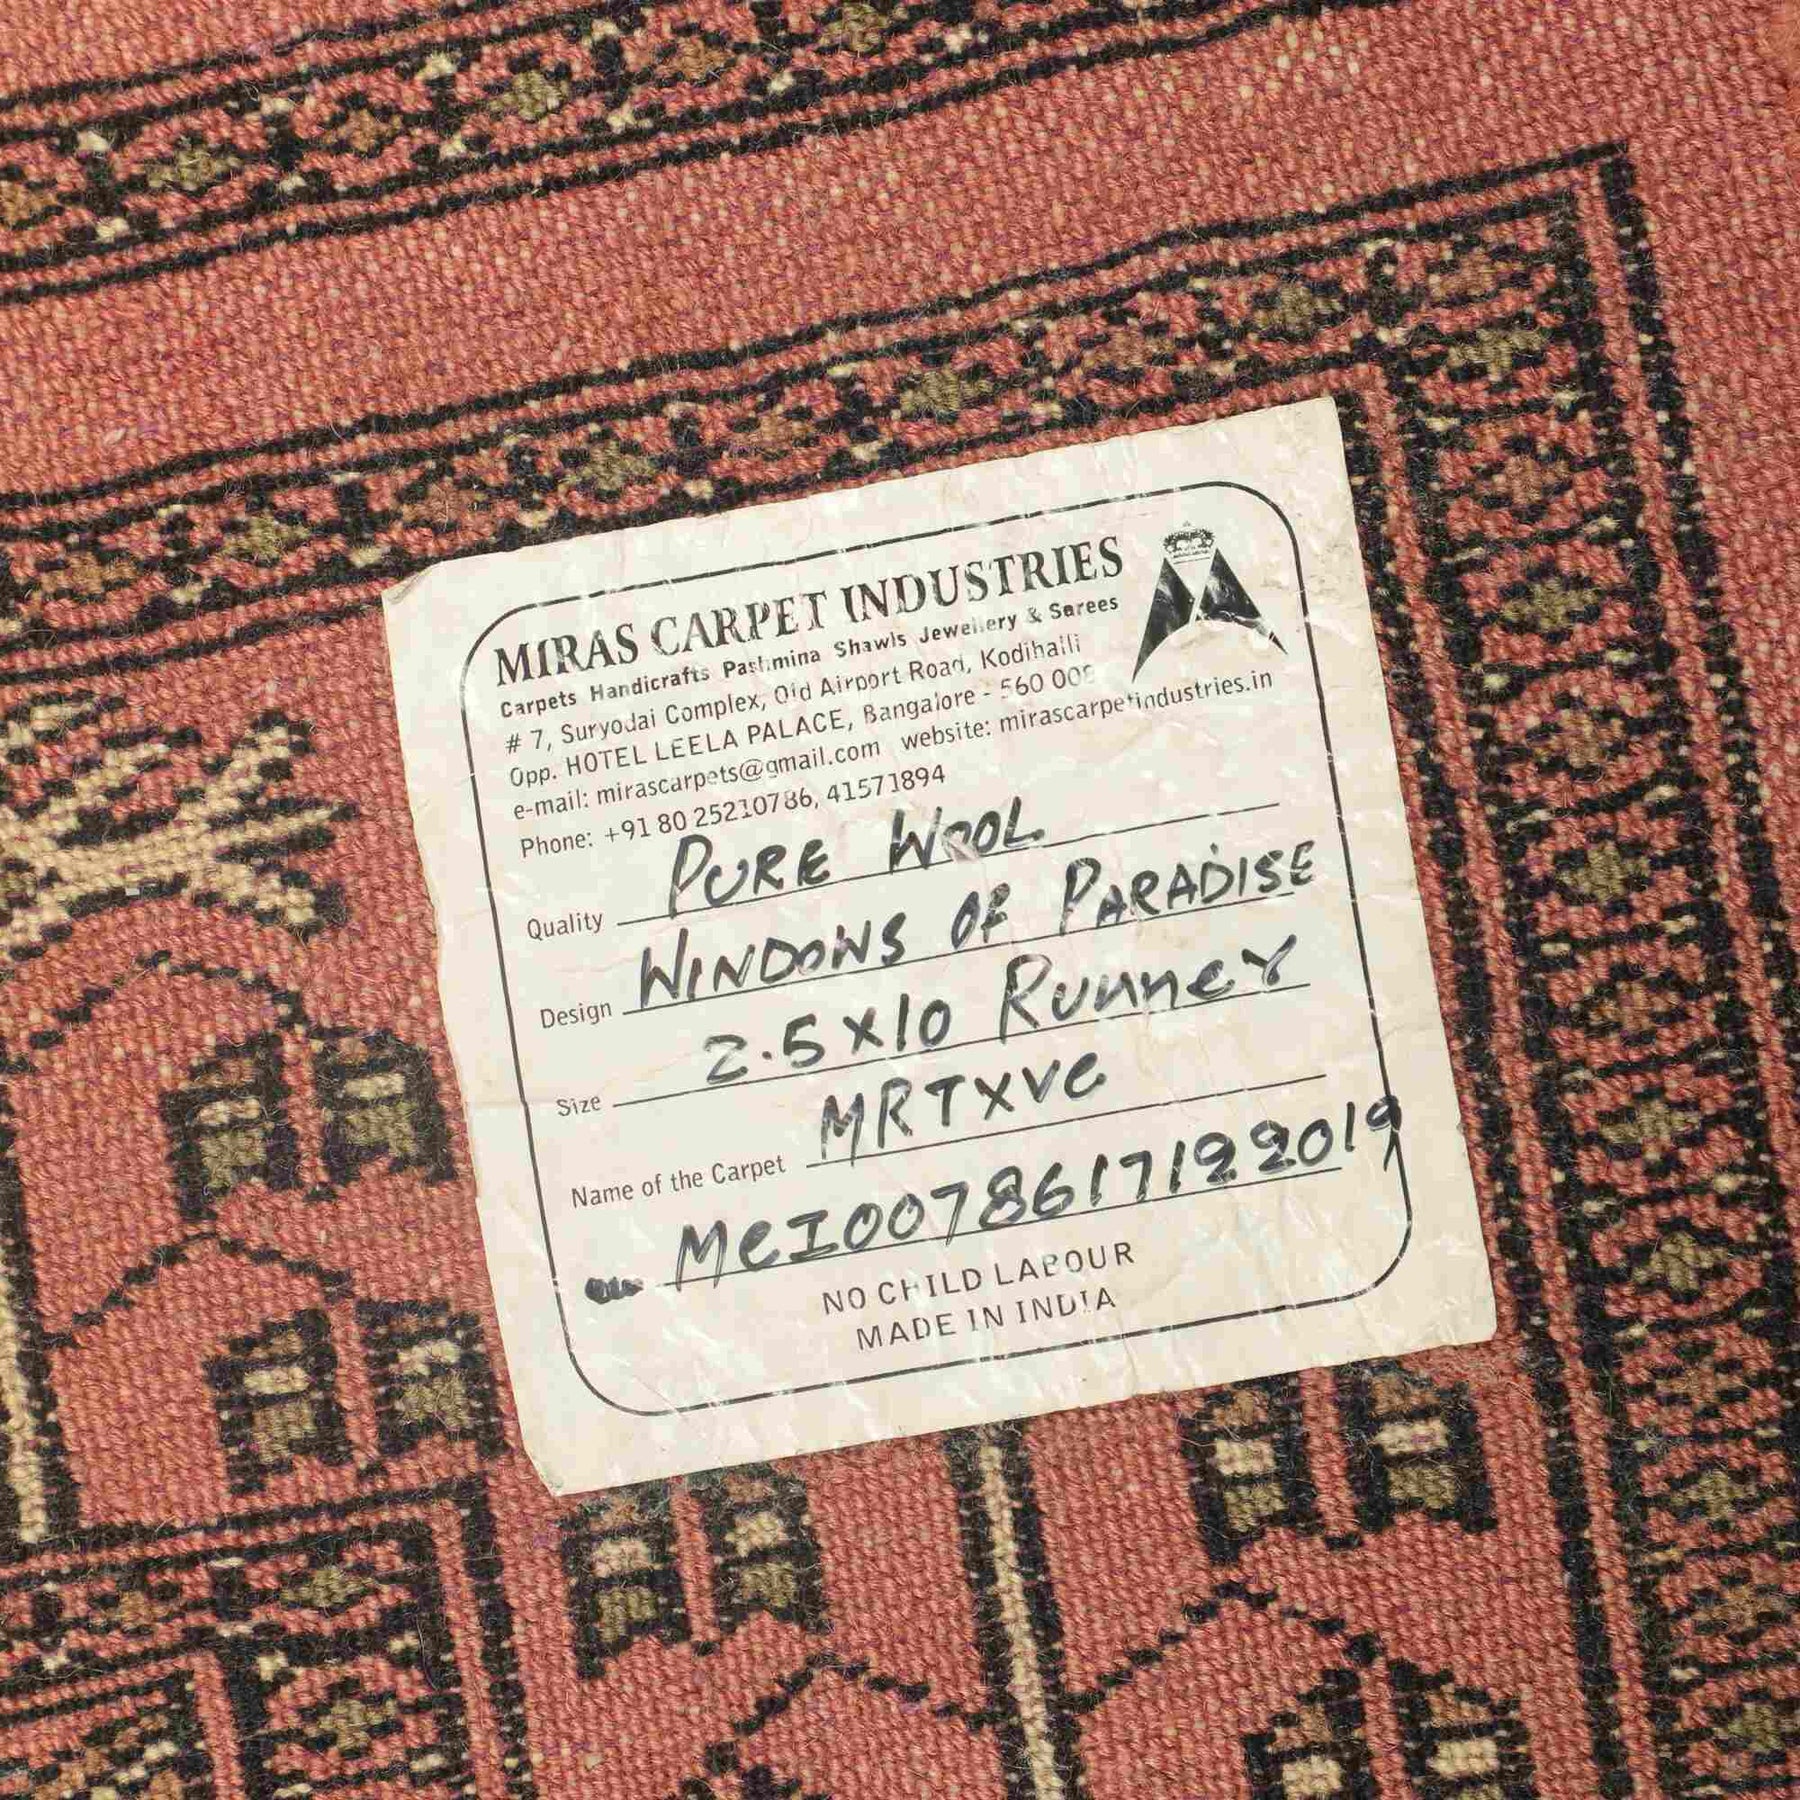 MIRAS CARPET INDUSTRIES
Carpets Handicrafts Pashmina Shawls Jewellery & Sarees
# 7, Suryodai Complex, Old Airport Road, Kodihalli
Opp. HOTEL LEELA PALACE, Bangalore - 560 008
e-mail: mirascarpets@gmail.com website: mirascarpetindustries.in
Phone: +91 80 25210786, 41571894
Quality PURE WOOL
Design WINDOWS OF PARADISE
Size 2.5X10 Runner
Name of the Carpet MRTXVC
MCI0078617122019
NO CHILD LABOUR
MADE IN INDIA